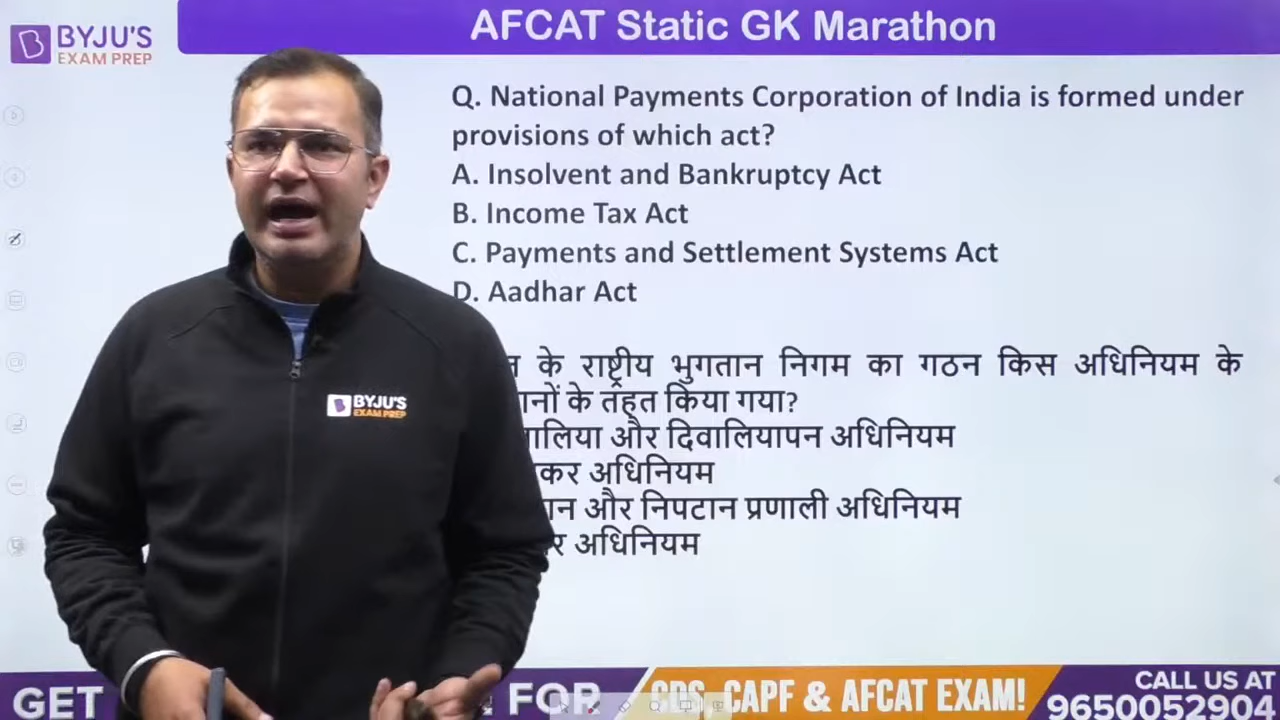 BYJU'S
EXAM PREP
AFCAT Static GK Marathon
Q. National Payments Corporation of India is formed under
provisions of which act?
A. Insolvent and Bankruptcy Act
B. Income Tax Act
C. Payments and Settlement Systems Act
D. Aadhar Act
के राष्ट्रीय भुगतान निगम का गठन किस अधिनियम के
के तहत किया गया?
और दिवालियापन अधिनियम
अधिनियम
और निपटान प्रणाली अधिनियम
अधिनियम
BYJU'S
EXAM PREP
GET
FOR
CDS, CAPF & AFCAT EXAM!
CALL US AT
9650052904